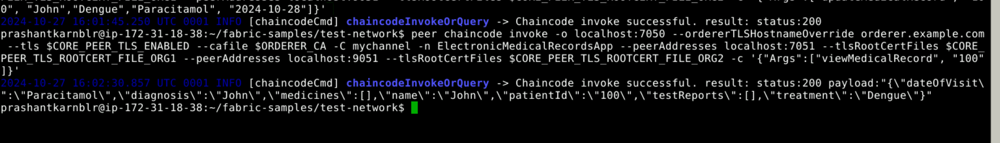 0", "John","Dengue","Paracitamol", "2024-10-28"]}'
2024-10-27 16:01:45.250 UTC 0001 INFO [chaincodeCmd] chaincodeInvokeOrQuery -> Chaincode invoke successful. result: status:200
prashantkarnblr@ip-172-31-18-38:~/fabric-samples/test-network$ peer chaincode invoke -o localhost:7050 --ordererTLSHostnameOverride orderer.example.com
--tls $CORE_PEER_TLS_ENABLED --cafile $ORDERER_CA -C mychannel -n ElectronicMedicalRecordsApp --peerAddresses localhost:7051 --tlsRootCertFiles $CORE_
PEER_TLS_ROOTCERT_FILE_ORG1 --peerAddresses localhost:9051 --tlsRootCertFiles $CORE_PEER_TLS_ROOTCERT_FILE_ORG2 -c '{"Args":["viewMedicalRecord", "100"
]}'
2024-10-27 16:02:30.857 UTC 0001 INFO [chaincodeCmd] chaincodeInvokeOrQuery -> Chaincode invoke successful. result: status:200 payload:"{\"dateOfVisit\
":\"Paracitamol\",\"diagnosis\":\"John\",\"medicines\":[],\"name\":\"John\",\"patientId\":\"100\",\"testReports\":[],\"treatment\":\"Dengue\"}"
prashantkarnblr@ip-172-31-18-38:~/fabric-samples/test-network$